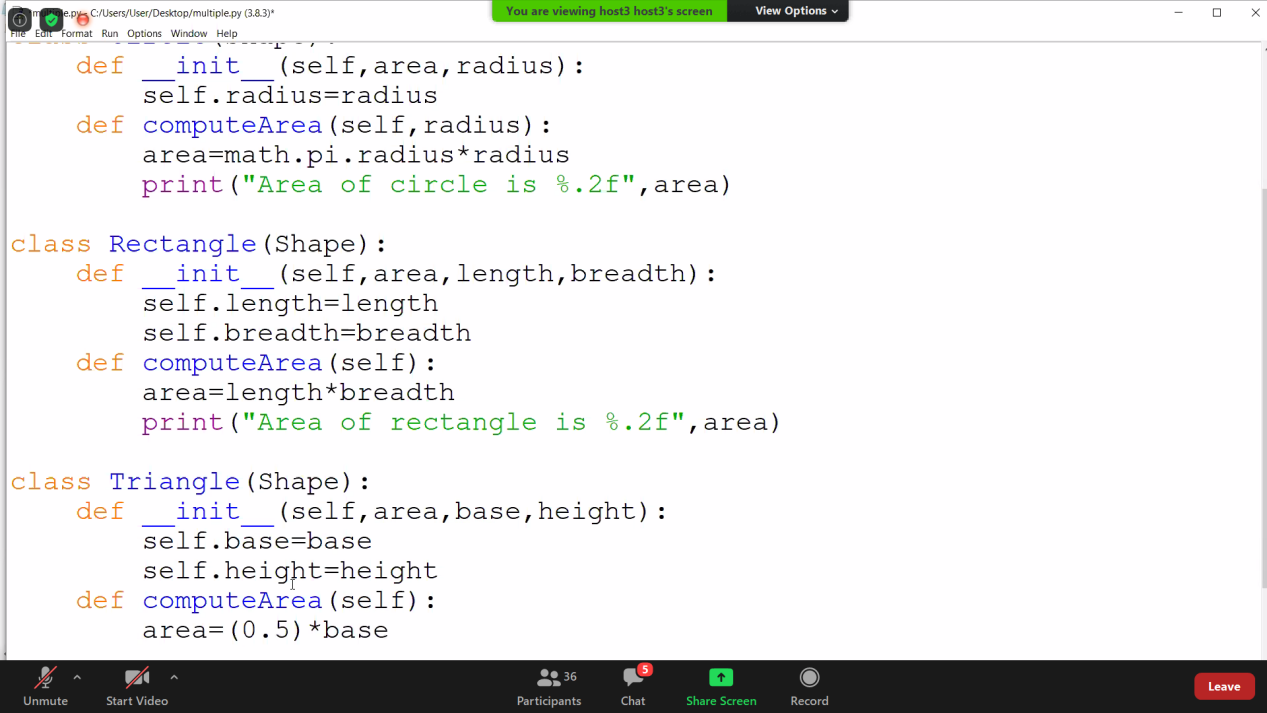 multiple.py - C:/Users/User/Desktop/multiple.py (3.8.3)*
You are viewing host3 host3's screen
View Options
File Edit Format Run Options Window Help
class Circle(Shape):
    def __init__(self,area,radius):
        self.radius=radius
    def computeArea(self,radius):
        area=math.pi.radius*radius
        print("Area of circle is %.2f",area)
class Rectangle(Shape):
    def __init__(self,area,length,breadth):
        self.length=length
        self.breadth=breadth
    def computeArea(self):
        area=length*breadth
        print("Area of rectangle is %.2f",area)
class Triangle(Shape):
    def __init__(self,area,base,height):
        self.base=base
        self.height=height
    def computeArea(self):
        area=(0.5)*base
36
5
Unmute
Start Video
Participants
Chat
Share Screen
Record
Leave